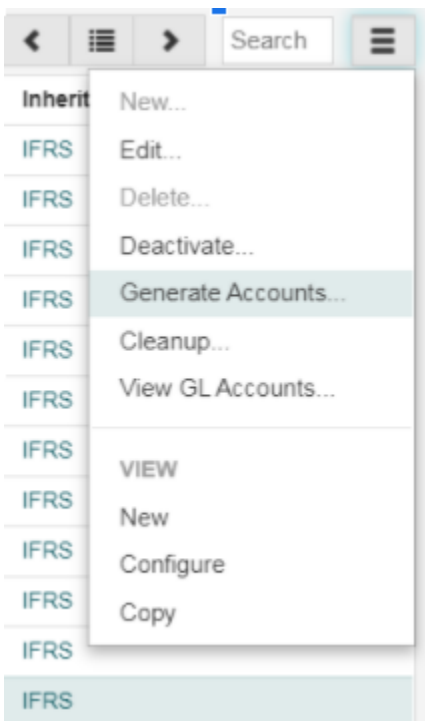 Search
Inherit
New...
Edit...
Delete...
Deactivate...
Generate Accounts...
Cleanup...
View GL Accounts...
VIEW
New
Configure
Copy
IFRS
IFRS
IFRS
IFRS
IFRS
IFRS
IFRS
IFRS
IFRS
IFRS
IFRS
IFRS